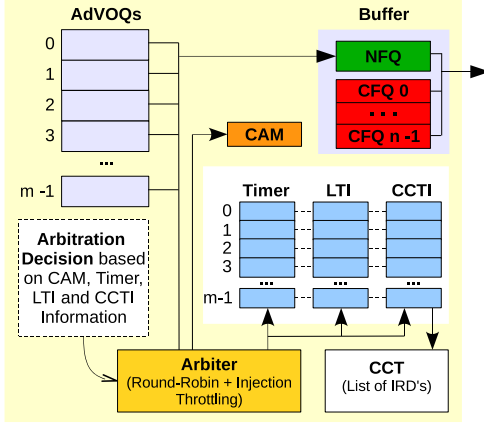 AdVOQs
Buffer
0
1
2
3
...
m -1
NFQ
CFQ 0
...
CFQ n -1
CAM
Timer LTI CCTI
0
1
2
3
... ... ...
m-1
Arbitration
Decision based
on CAM, Timer,
LTI and CCTI
Information
Arbiter
(Round-Robin + Injection
Throttling)
CCT
(List of IRD's)